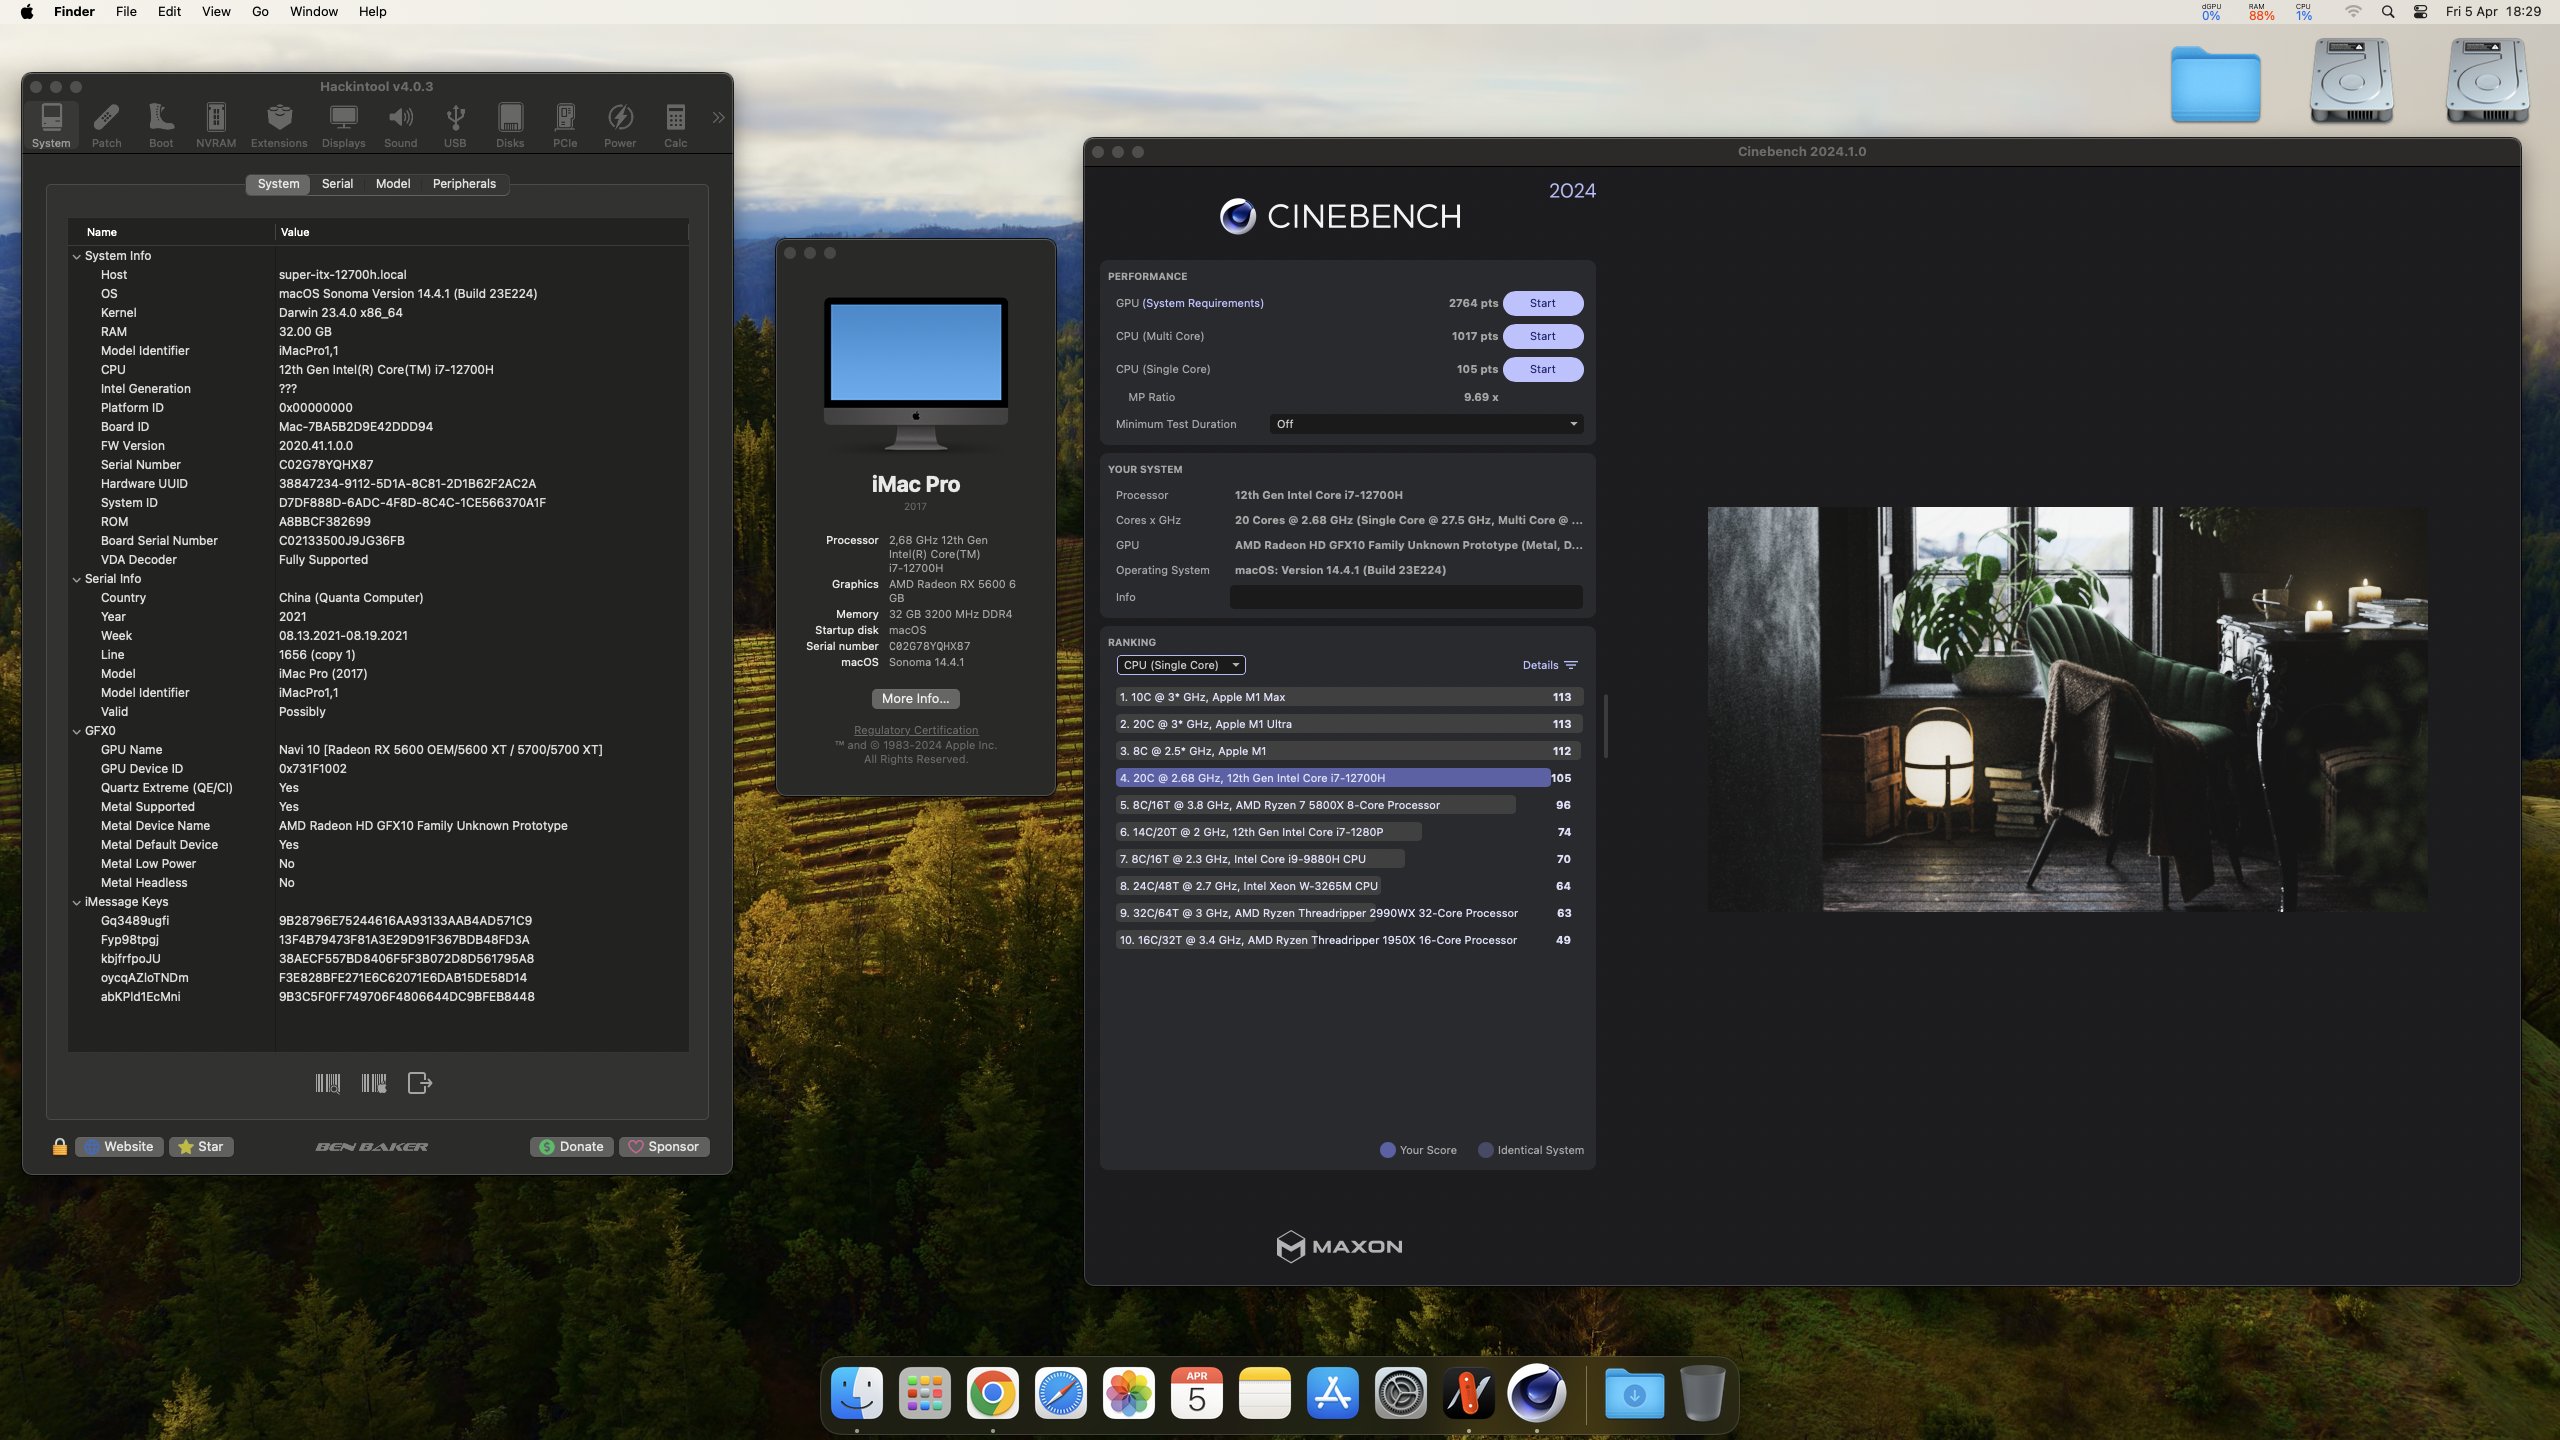 Finder File Edit View Go Window Help
dGPU 0% RAM 88% CPU 1% Fri 5 Apr 18:29
Hackintool v4.0.3
System Patch Boot NVRAM Extensions Displays Sound USB Disks PCIe Power Calc
System Serial Model Peripherals
Name Value
System Info
Host super-itx-12700h.local
OS macOS Sonoma Version 14.4.1 (Build 23E224)
Kernel Darwin 23.4.0 x86_64
RAM 32.00 GB
Model Identifier iMacPro1,1
CPU 12th Gen Intel(R) Core(TM) i7-12700H
Intel Generation ???
Platform ID 0x00000000
Board ID Mac-7BA5B2D9E42DDD94
FW Version 2020.41.1.0.0
Serial Number C02G78YQHX87
Hardware UUID 38847234-9112-5D1A-8C81-2D1B62F2AC2A
System ID D7DF888D-6ADC-4F8D-8C4C-1CE566370A1F
ROM A8BBCF382699
Board Serial Number C02133500J9JG36FB
VDA Decoder Fully Supported
Serial Info
Country China (Quanta Computer)
Year 2021
Week 08.13.2021-08.19.2021
Line 1656 (copy 1)
Model iMac Pro (2017)
Model Identifier iMacPro1,1
Valid Possibly
GFX0
GPU Name Navi 10 [Radeon RX 5600 OEM/5600 XT / 5700/5700 XT]
GPU Device ID 0x731F1002
Quartz Extreme (QE/CI) Yes
Metal Supported Yes
Metal Device Name AMD Radeon HD GFX10 Family Unknown Prototype
Metal Default Device Yes
Metal Low Power No
Metal Headless No
iMessage Keys
Gq3489ugfi 9B28796E75244616AA93133AAB4AD571C9
Fyp98tpgj 13F4B79473F81A3E29D91F367BDB48FD3A
kbjfrfpoJU 38AECF557BD8406F5F3B072D8D561795A8
oycqAZloTNDm F3E828BFE271E6C62071E6DAB15DE58D14
abKPld1EcMni 9B3C5F0FF749706F4806644DC9BFEB8448
Website Star BEN BAKER Donate Sponsor
iMac Pro
2017
Processor 2,68 GHz 12th Gen
Intel(R) Core(TM)
i7-12700H
Graphics AMD Radeon RX 5600 6
GB
Memory 32 GB 3200 MHz DDR4
Startup disk macOS
Serial number C02G78YQHX87
macOS Sonoma 14.4.1
More Info...
Regulatory Certification
™ and © 1983-2024 Apple Inc.
All Rights Reserved.
Cinebench 2024.1.0
2024
CINEBENCH
PERFORMANCE
GPU (System Requirements) 2764 pts Start
CPU (Multi Core) 1017 pts Start
CPU (Single Core) 105 pts Start
MP Ratio 9.69 x
Minimum Test Duration Off
YOUR SYSTEM
Processor 12th Gen Intel Core i7-12700H
Cores x GHz 20 Cores @ 2.68 GHz (Single Core @ 27.5 GHz, Multi Core @ ...
GPU AMD Radeon HD GFX10 Family Unknown Prototype (Metal, D...
Operating System macOS: Version 14.4.1 (Build 23E224)
Info
RANKING
CPU (Single Core) Details
1. 10C @ 3* GHz, Apple M1 Max 113
2. 20C @ 3* GHz, Apple M1 Ultra 113
3. 8C @ 2.5* GHz, Apple M1 112
4. 20C @ 2.68 GHz, 12th Gen Intel Core i7-12700H 105
5. 8C/16T @ 3.8 GHz, AMD Ryzen 7 5800X 8-Core Processor 96
6. 14C/20T @ 2 GHz, 12th Gen Intel Core i7-1280P 74
7. 8C/16T @ 2.3 GHz, Intel Core i9-9880H CPU 70
8. 24C/48T @ 2.7 GHz, Intel Xeon W-3265M CPU 64
9. 32C/64T @ 3 GHz, AMD Ryzen Threadripper 2990WX 32-Core Processor 63
10. 16C/32T @ 3.4 GHz, AMD Ryzen Threadripper 1950X 16-Core Processor 49
Your Score Identical System
MAXON
APR
5